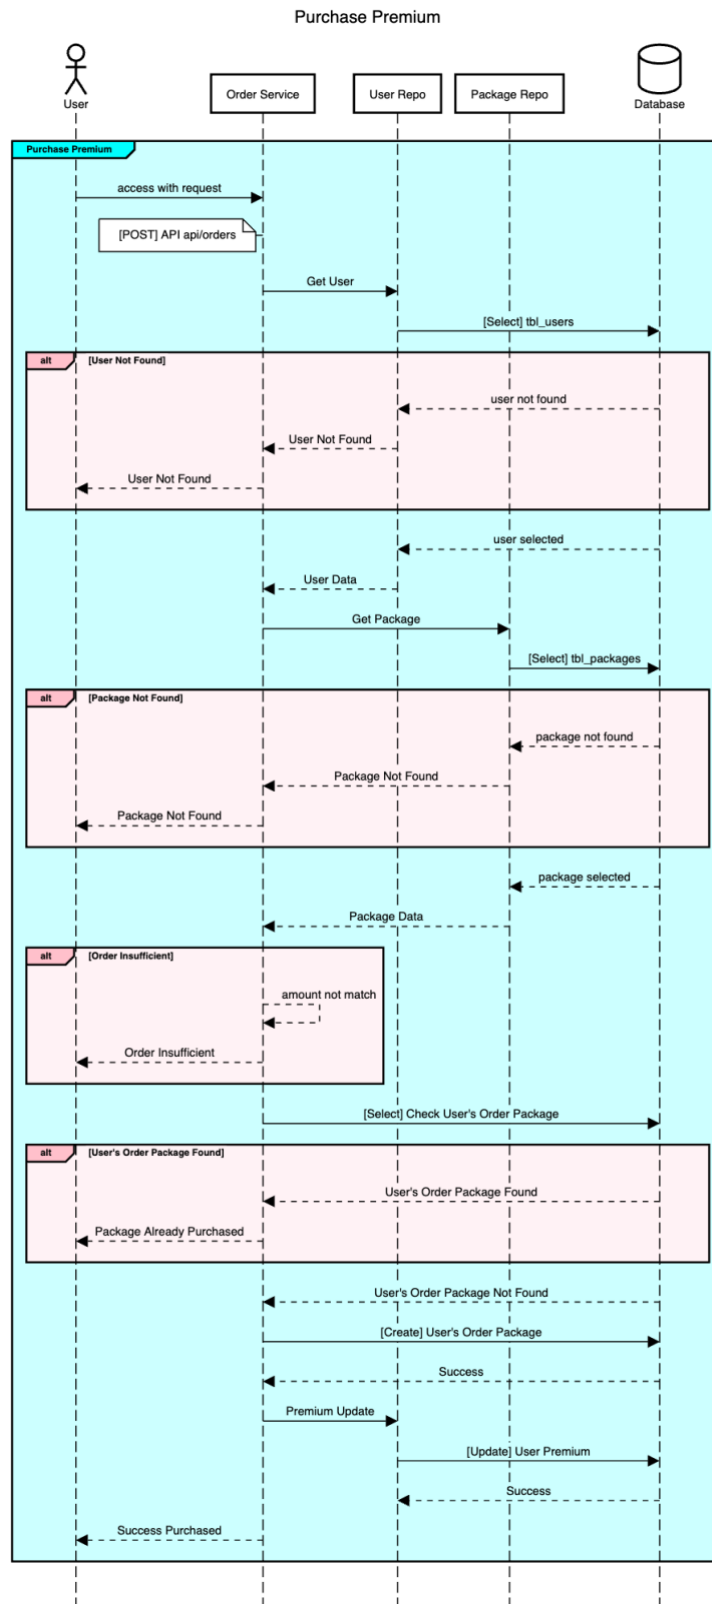 Purchase Premium
User
Order Service
User Repo
Package Repo
Database
Purchase Premium
access with request
[POST] API api/orders
Get User
[Select] tbl_users
alt
[User Not Found]
user not found
User Not Found
User Not Found
user selected
User Data
Get Package
[Select] tbl_packages
alt
[Package Not Found]
package not found
Package Not Found
Package Not Found
package selected
Package Data
alt
[Order Insufficient]
amount not match
Order Insufficient
[Select] Check User's Order Package
alt
[User's Order Package Found]
User's Order Package Found
Package Already Purchased
User's Order Package Not Found
[Create] User's Order Package
Success
Premium Update
[Update] User Premium
Success
Success Purchased